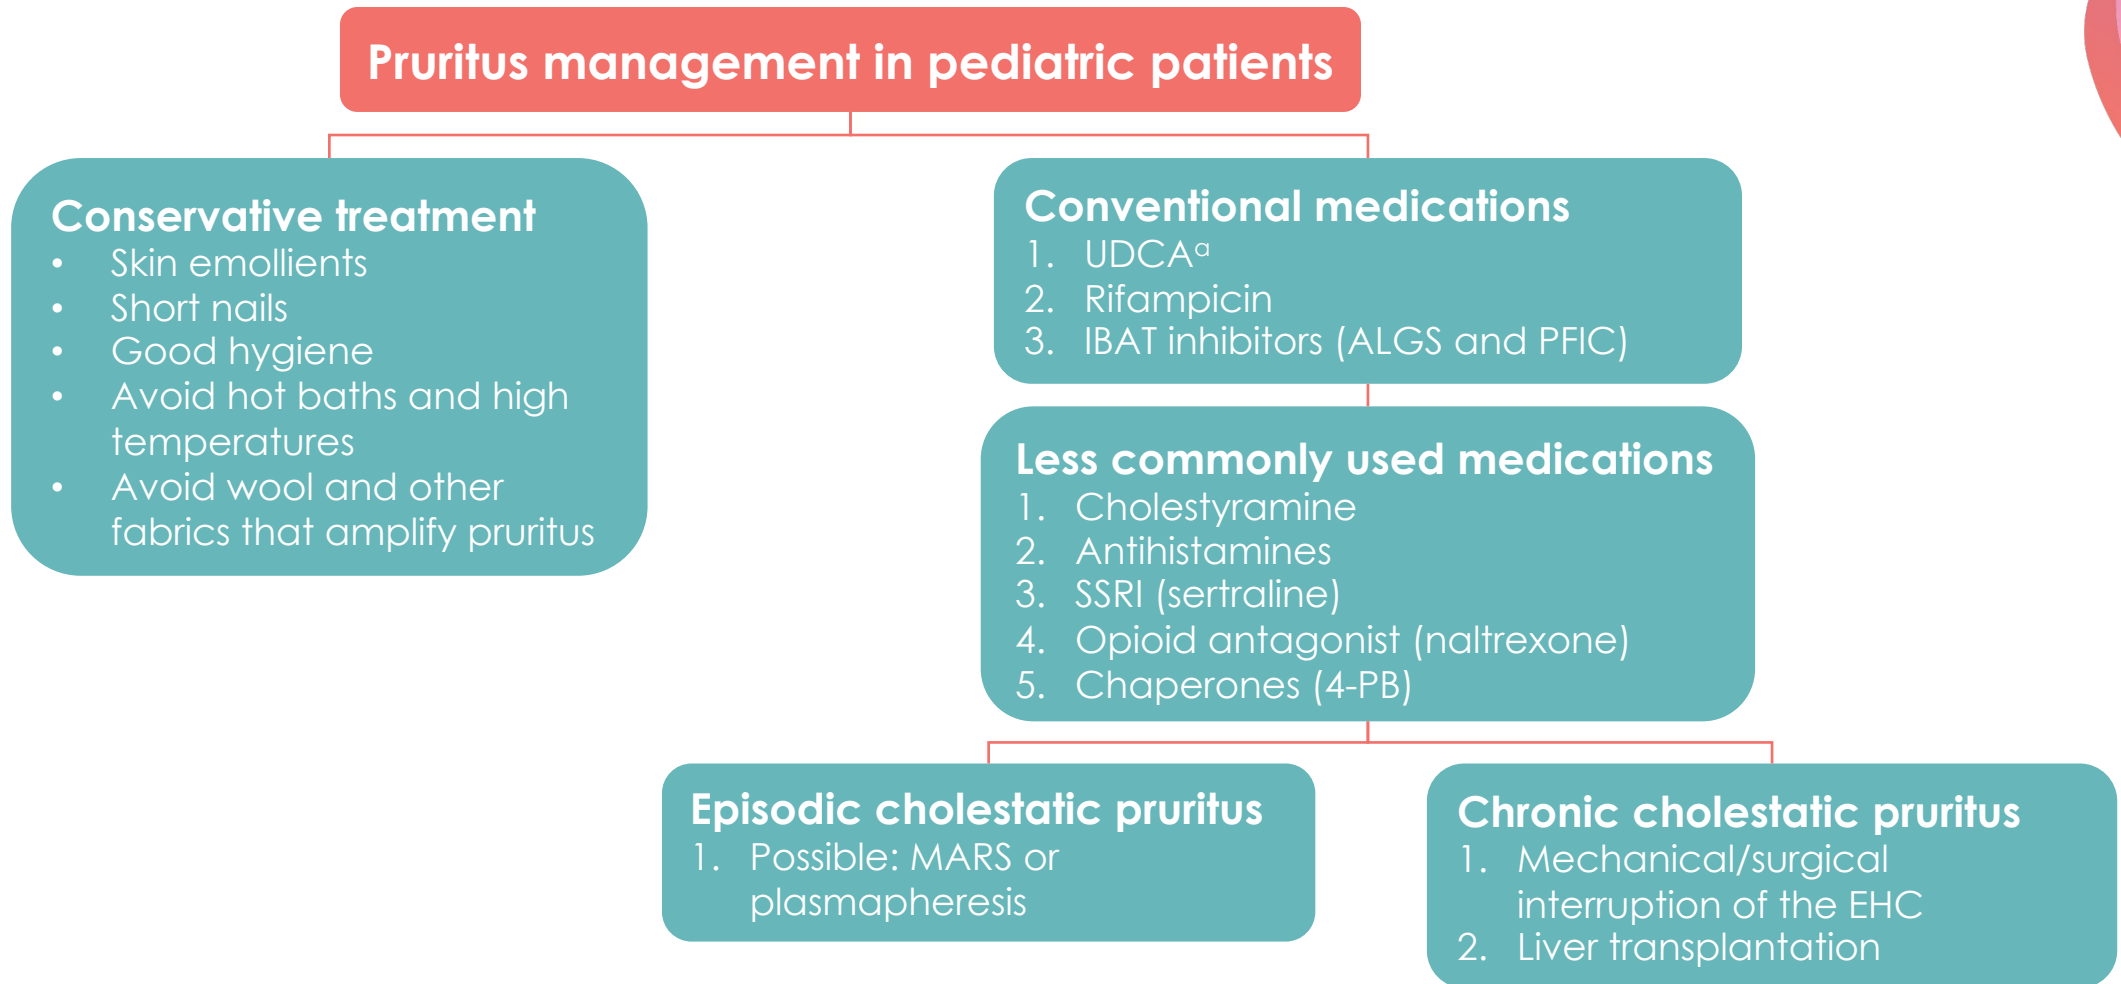 Pruritus management in pediatric patients
Conservative treatment
• Skin emollients
• Short nails
• Good hygiene
• Avoid hot baths and high
temperatures
• Avoid wool and other
fabrics that amplify pruritus
Conventional medications
1. UDCAᵃ
2. Rifampicin
3. IBAT inhibitors (ALGS and PFIC)
Less commonly used medications
1. Cholestyramine
2. Antihistamines
3. SSRI (sertraline)
4. Opioid antagonist (naltrexone)
5. Chaperones (4-PB)
Episodic cholestatic pruritus
1. Possible: MARS or
plasmapheresis
Chronic cholestatic pruritus
1. Mechanical/surgical
interruption of the EHC
2. Liver transplantation